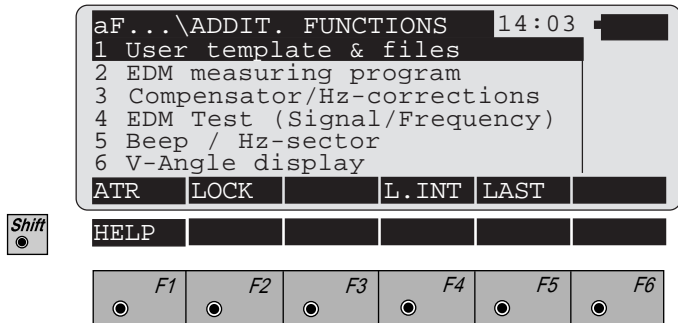 aF...\ADDIT. FUNCTIONS 14:03
1 User template & files
2 EDM measuring program
3 Compensator/Hz-corrections
4 EDM Test (Signal/Frequency)
5 Beep / Hz-sector
6 V-Angle display
ATR LOCK L.INT LAST
Shift HELP
F1 F2 F3 F4 F5 F6